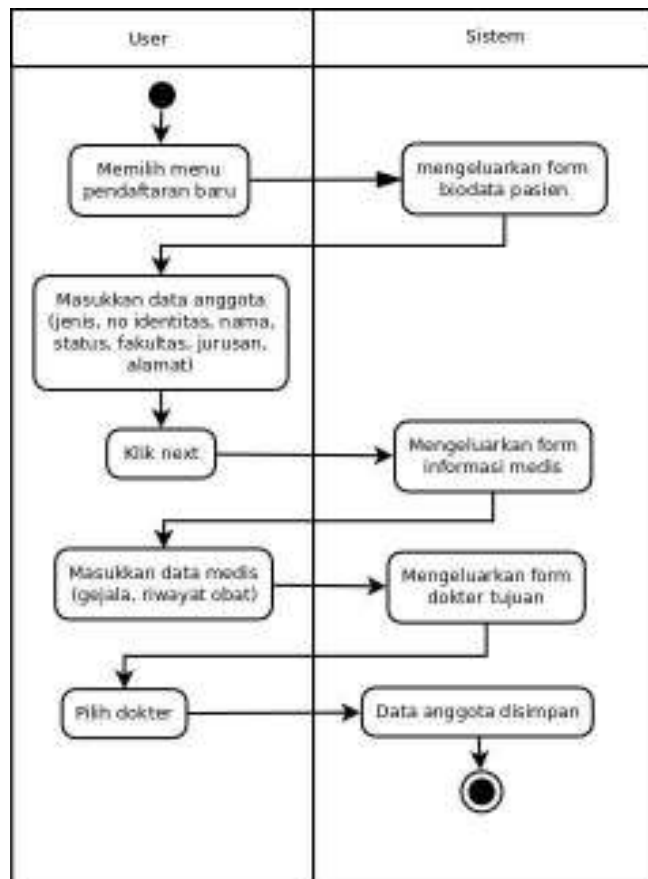 User
Sistem
Memilih menu
pendaftaran baru
mengeluarkan form
biodata pasien
Masukkan data anggota
(jenis, no identitas, nama,
status, fakultas, jurusan,
alamat)
Klik next
Mengeluarkan form
informasi medis
Masukkan data medis
(gejala, riwayat obat)
Mengeluarkan form
dokter tujuan
Pilih dokter
Data anggota disimpan